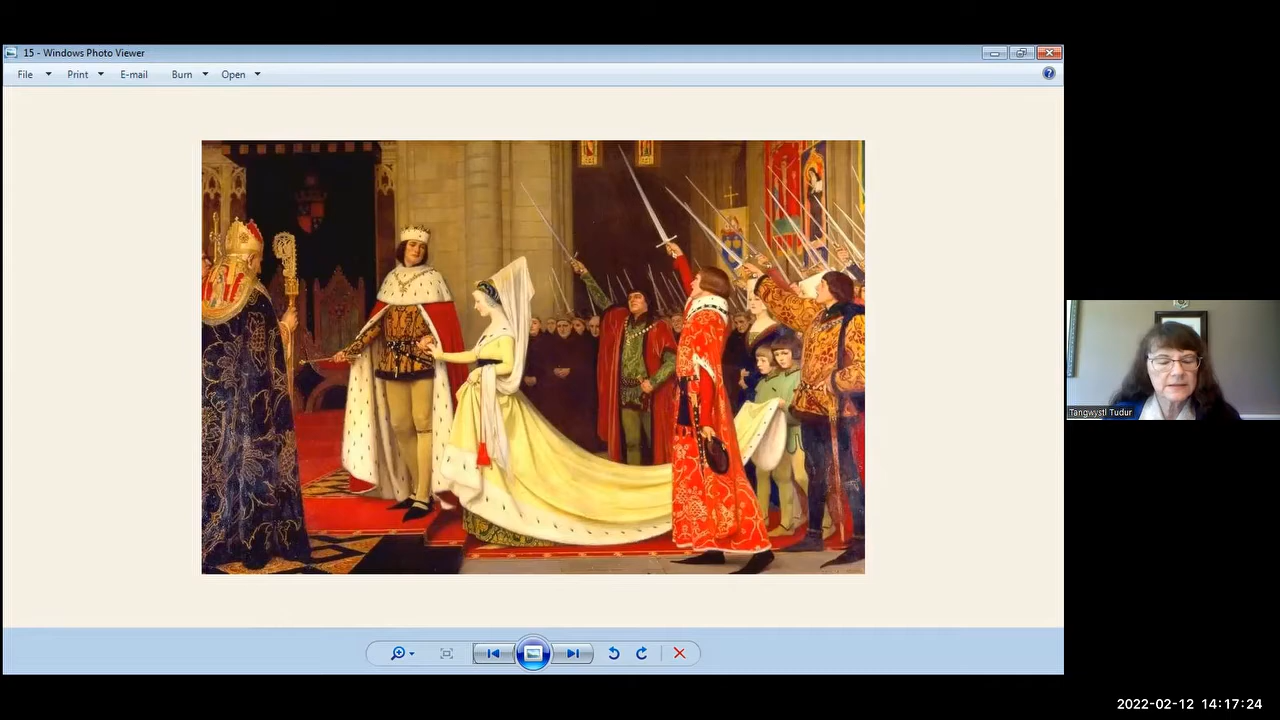 15 - Windows Photo Viewer
File Print E-mail Burn Open
Tangwystl Tudur
2022-02-12 14:17:24